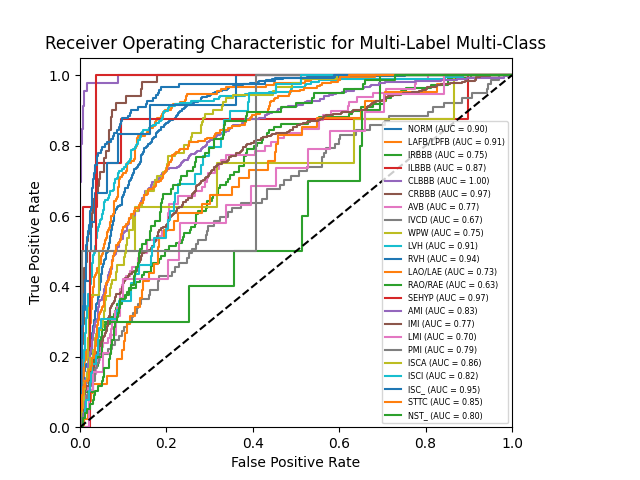 Receiver Operating Characteristic for Multi-Label Multi-Class
True Positive Rate
1.0
0.8
0.6
0.4
0.2
0.0
NORM (AUC = 0.90)
LAFB/LPFB (AUC = 0.91)
IRBBB (AUC = 0.75)
ILBBB (AUC = 0.87)
CLBBB (AUC = 1.00)
CRBBB (AUC = 0.97)
AVB (AUC = 0.77)
IVCD (AUC = 0.67)
WPW (AUC = 0.75)
LVH (AUC = 0.91)
RVH (AUC = 0.94)
LAO/LAE (AUC = 0.73)
RAO/RAE (AUC = 0.63)
SEHYP (AUC = 0.97)
AMI (AUC = 0.83)
IMI (AUC = 0.77)
LMI (AUC = 0.70)
PMI (AUC = 0.79)
ISCA (AUC = 0.86)
ISCI (AUC = 0.82)
ISC_ (AUC = 0.95)
STTC (AUC = 0.85)
NST_ (AUC = 0.80)
0.0 0.2 0.4 0.6 0.8 1.0
False Positive Rate